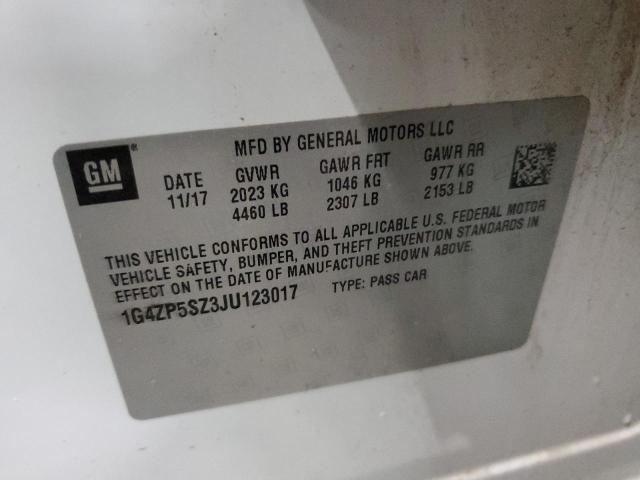 MFD BY GENERAL MOTORS LLC
GM ®
DATE GVWR GAWR FRT GAWR RR
11/17 2023 KG 1046 KG 977 KG
4460 LB 2307 LB 2153 LB
THIS VEHICLE CONFORMS TO ALL APPLICABLE U.S. FEDERAL MOTOR
VEHICLE SAFETY, BUMPER, AND THEFT PREVENTION STANDARDS IN
EFFECT ON THE DATE OF MANUFACTURE SHOWN ABOVE.
1G4ZP5SZ3JU123017 TYPE: PASS CAR